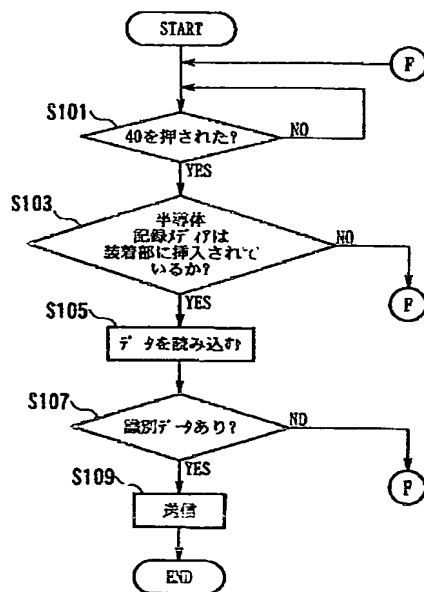 START
F
S101
40を押された?
NO
YES
S103
半導体
記録メディアは
装着部に挿入されて
いるか?
NO
YES
F
S105
データを読み込む
S107
識別データあり?
NO
YES
F
S109
送信
END